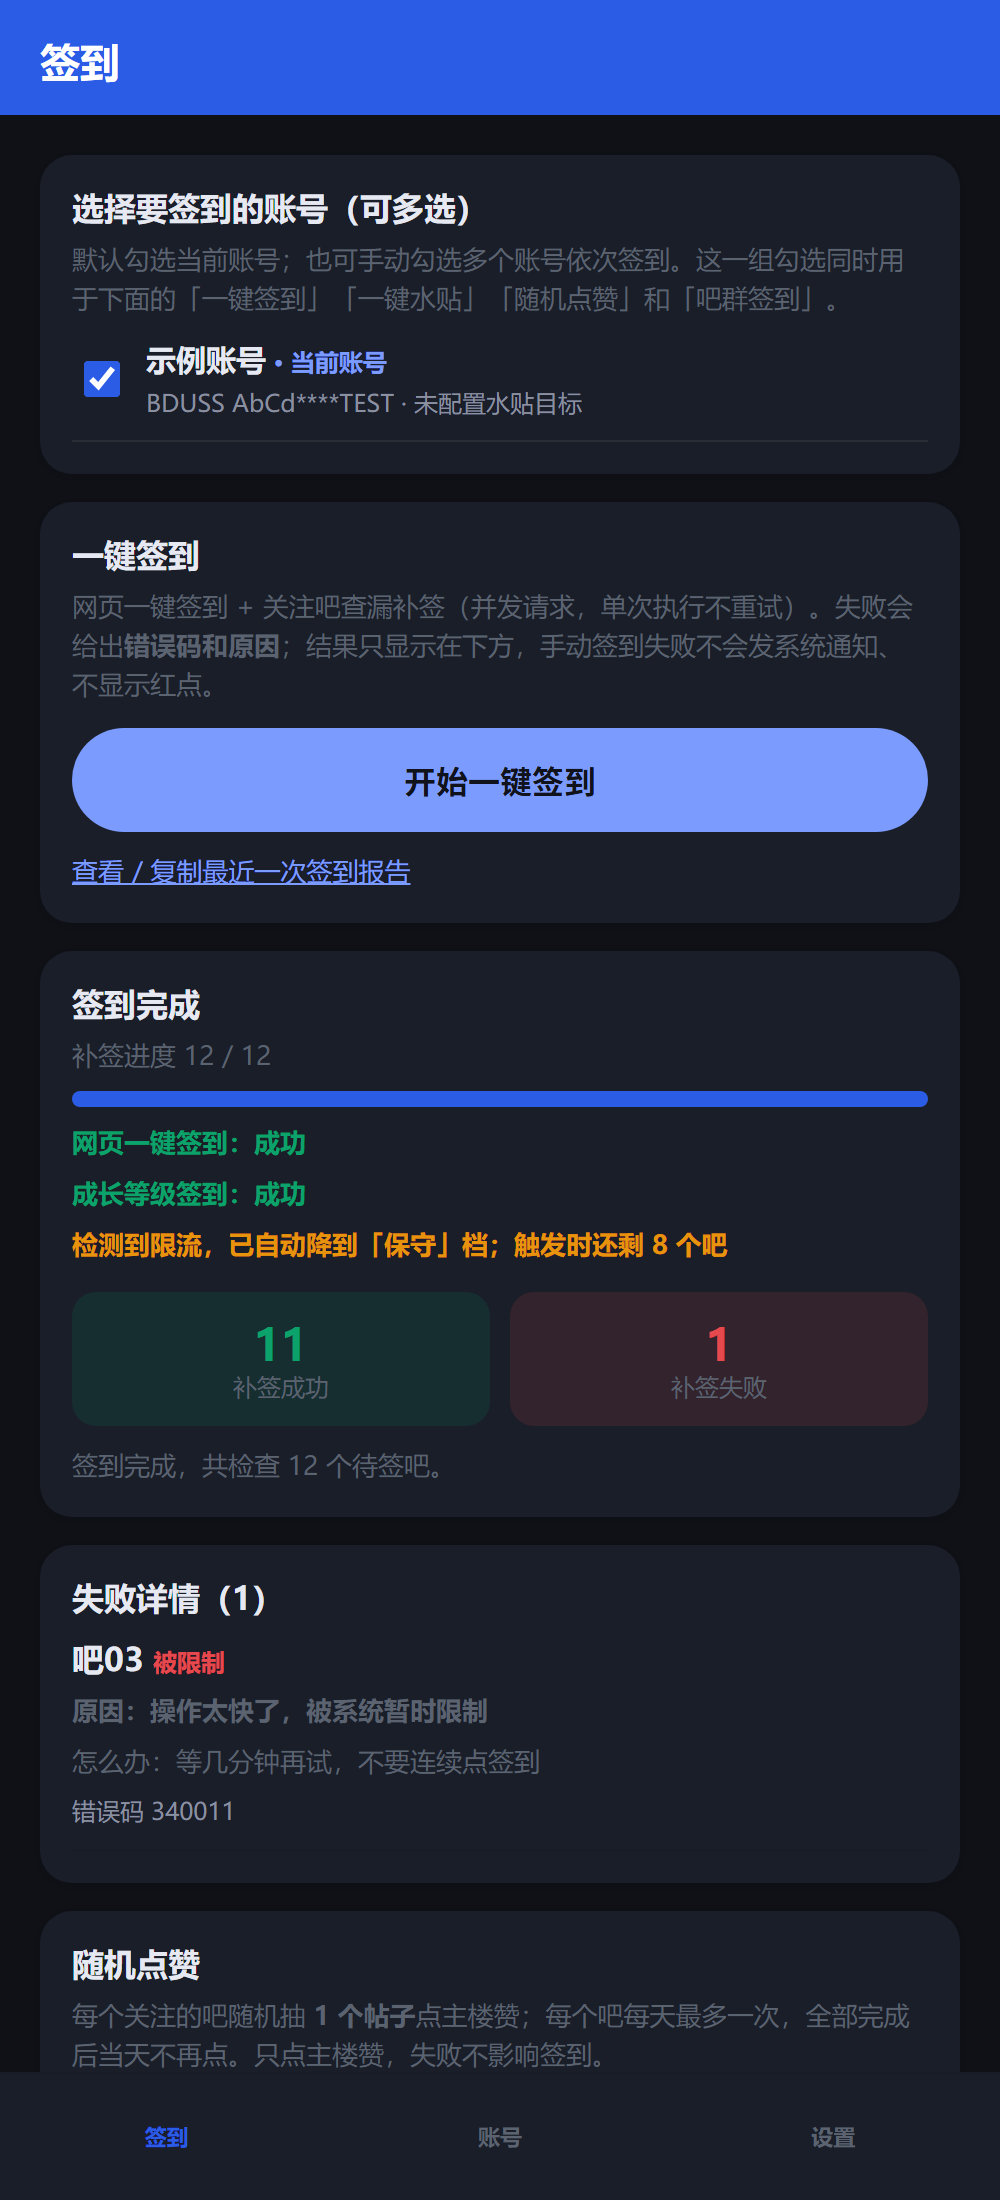 签到
选择要签到的账号（可多选）
默认勾选当前账号；也可手动勾选多个账号依次签到。这一组勾选同时用
于下面的「一键签到」「一键水贴」「随机点赞」和「吧群签到」。
示例账号 · 当前账号
BDUSS AbCd****TEST · 未配置水贴目标
一键签到
网页一键签到 + 关注吧查漏补签（并发请求，单次执行不重试）。失败会
给出错误码和原因；结果只显示在下方，手动签到失败不会发系统通知、
不显示红点。
开始一键签到
查看 / 复制最近一次签到报告
签到完成
补签进度 12 / 12
网页一键签到：成功
成长等级签到：成功
检测到限流，已自动降到「保守」档；触发时还剩 8 个吧
11
补签成功
1
补签失败
签到完成，共检查 12 个待签吧。
失败详情（1）
吧03 被限制
原因：操作太快了，被系统暂时限制
怎么办：等几分钟再试，不要连续点签到
错误码 340011
随机点赞
每个关注的吧随机抽 1 个帖子点主楼赞；每个吧每天最多一次，全部完成
后当天不再点。只点主楼赞，失败不影响签到。
签到
账号
设置